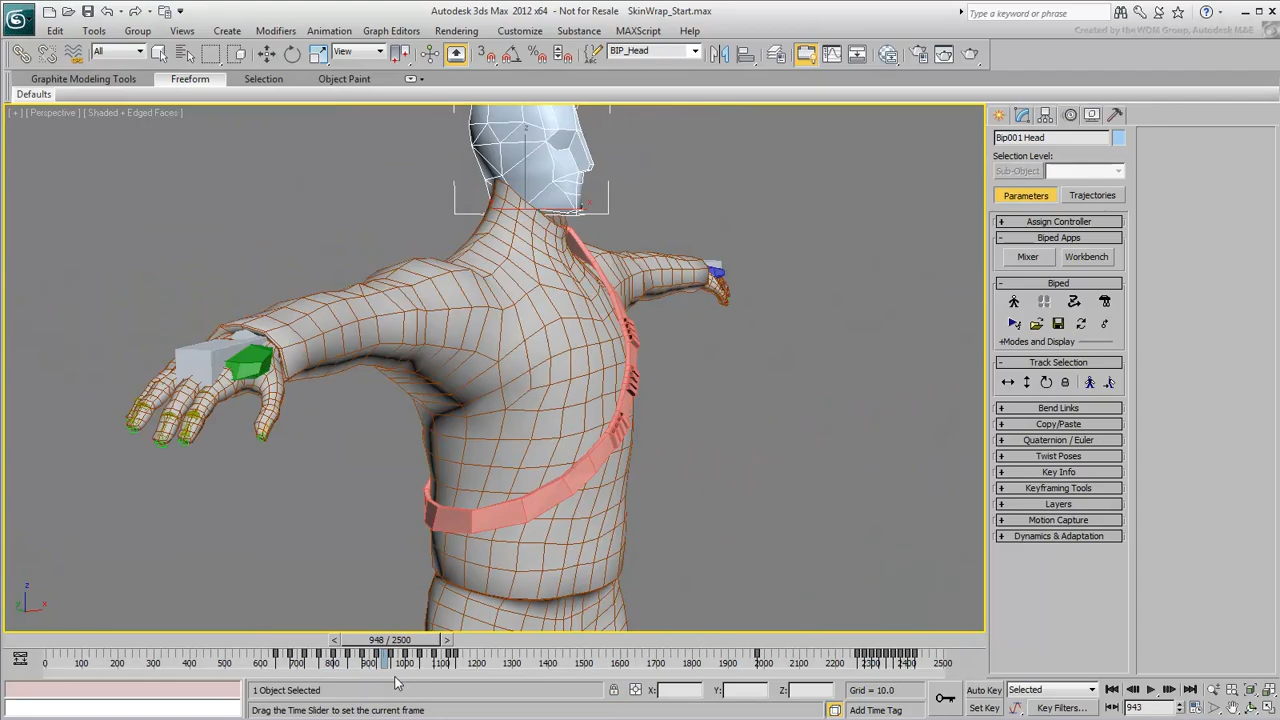 Autodesk 3ds Max 2012 x64 - Not for Resale SkinWrap_Start.max
Type a keyword or phrase
Edit Tools Group Views Create Modifiers Animation Graph Editors Rendering Customize Substance MAXScript Help
Created by the WDM Group, Autodesk M&E
All View BIP_Head
Graphite Modeling Tools Freeform Selection Object Paint
Defaults
[ + ] [ Perspective ] [ Shaded + Edged Faces ]
Bip001 Head
Selection Level:
Sub-Object
Parameters Trajectories
+ Assign Controller
- Biped Apps
Mixer Workbench
- Biped
+Modes and Display
- Track Selection
+ Bend Links
+ Copy/Paste
+ Quaternion / Euler
+ Twist Poses
+ Key Info
+ Keyframing Tools
+ Layers
+ Motion Capture
+ Dynamics & Adaptation
z
x
z
x
< 948 / 2500 >
0 100 200 300 400 500 600 700 800 900 1000 1100 1200 1300 1400 1500 1600 1700 1800 1900 2000 2100 2200 2300 2400 2500
1 Object Selected X: Y: Z: Grid = 10.0 Auto Key Selected
Drag the Time Slider to set the current frame Add Time Tag Set Key Key Filters... 943